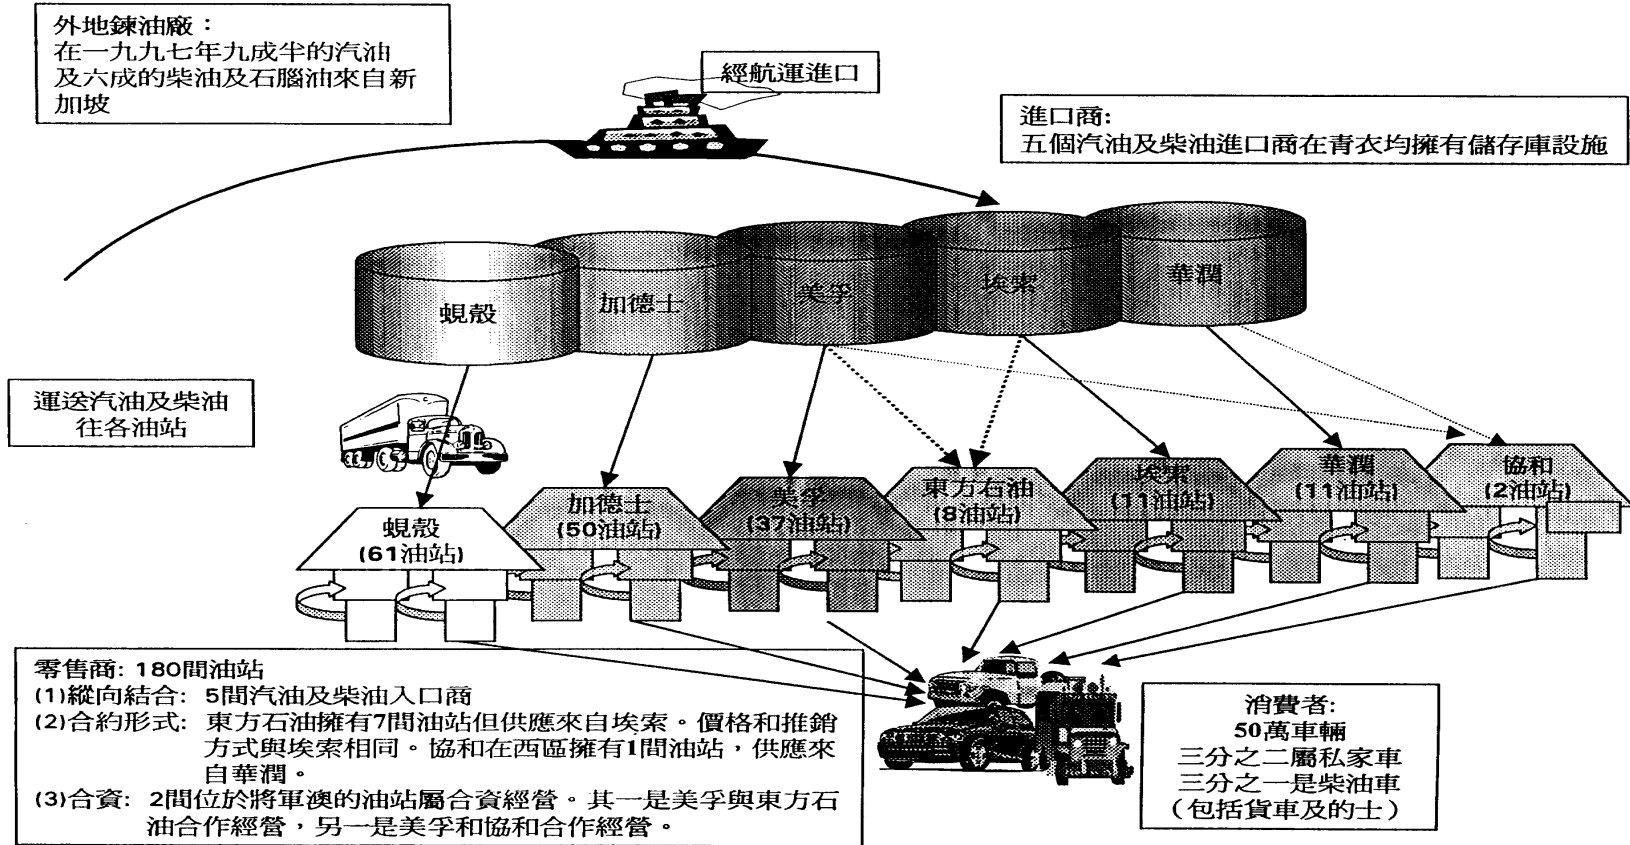 外地鍊油廠：
在一九九七年九成半的汽油
及六成的柴油及石腦油來自新
加坡
經航運進口
進口商:
五個汽油及柴油進口商在青衣均擁有儲存庫設施
蜆殼
加德士
美孚
埃索
華潤
運送汽油及柴油
往各油站
蜆殼
(61油站)
加德士
(50油站)
美孚
(37油站)
東方石油
(8油站)
埃索
(11油站)
華潤
(11油站)
協和
(2油站)
零售商: 180間油站
(1)縱向結合: 5間汽油及柴油入口商
(2)合約形式: 東方石油擁有7間油站但供應來自埃索。價格和推銷
方式與埃索相同。協和在西區擁有1間油站，供應來
自華潤。
(3)合資: 2間位於將軍澳的油站屬合資經營。其一是美孚與東方石
油合作經營，另一是美孚和協和合作經營。
消費者:
50萬車輛
三分之二屬私家車
三分之一是柴油車
（包括貨車及的士）